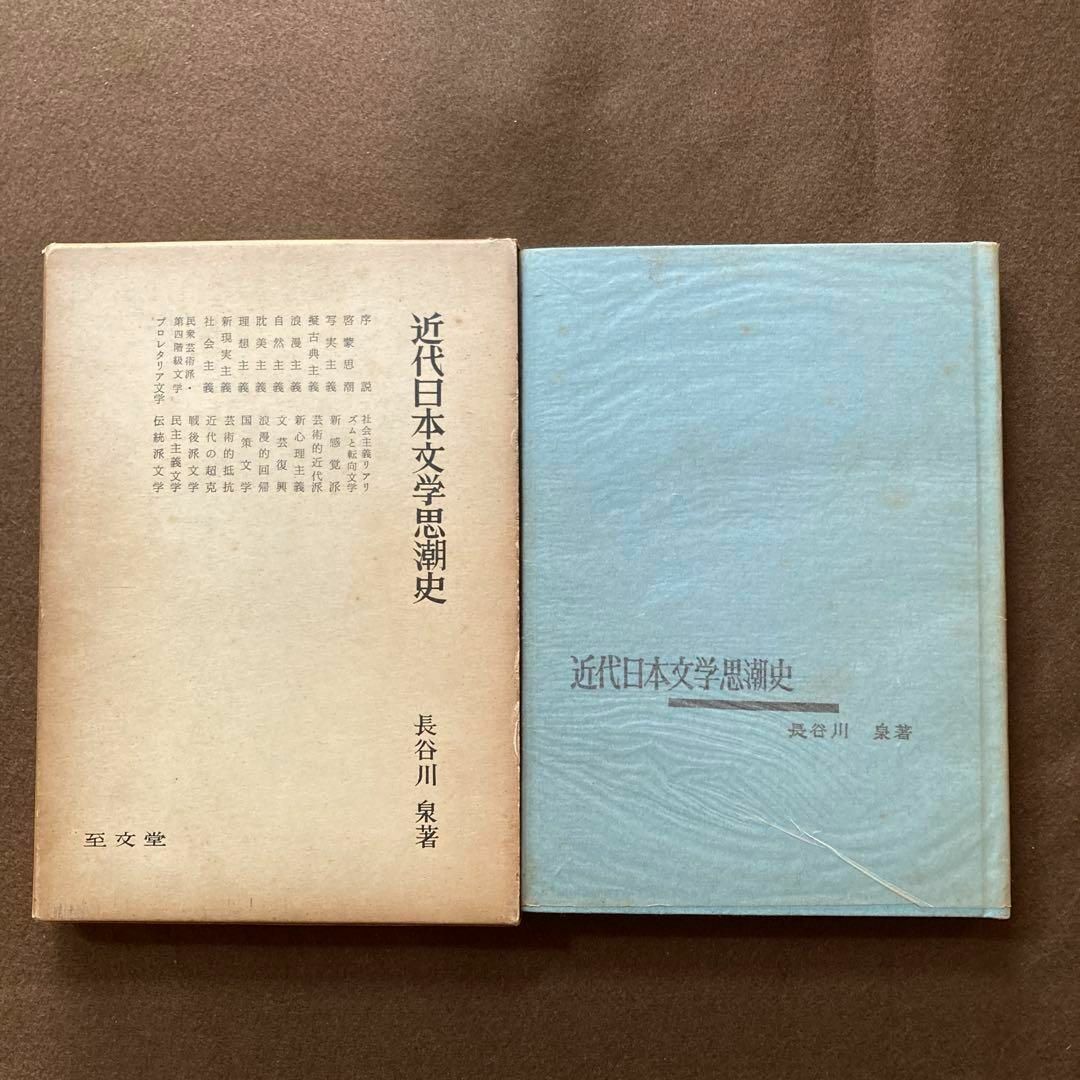 近代日本文学思潮史
長谷川 泉著
序説
啓蒙思潮
写実主義
擬古典主義
浪漫主義
自然主義
耽美主義
理想主義
新現実主義
社会主義
民衆芸術派・
第四階級文学
プロレタリア文学
社会主義リアリ
ズムと転向文学
新感覚派
芸術的近代派
新心理主義
文芸復興
国策文学
浪漫的回帰
芸術的抵抗
近代の超克
戦後派文学
民主主義文学
伝統派文学
至文堂
近代日本文学思潮史
長谷川 泉著